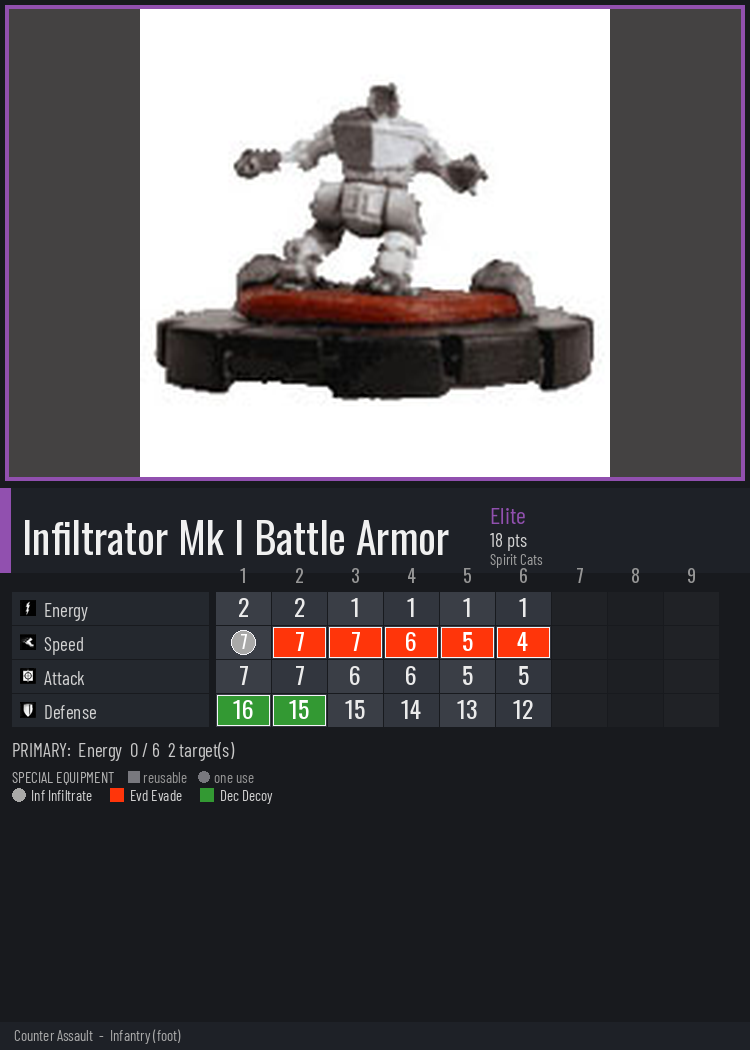 Infiltrator Mk I Battle Armor
Elite
18 pts
Spirit Cats
1 2 3 4 5 6 7 8 9
Energy 2 2 1 1 1 1
Speed 7 7 7 6 5 4
Attack 7 7 6 6 5 5
Defense 16 15 15 14 13 12
PRIMARY: Energy 0 / 6 2 target(s)
SPECIAL EQUIPMENT reusable one use
Inf Infiltrate Evd Evade Dec Decoy
Counter Assault - Infantry (foot)